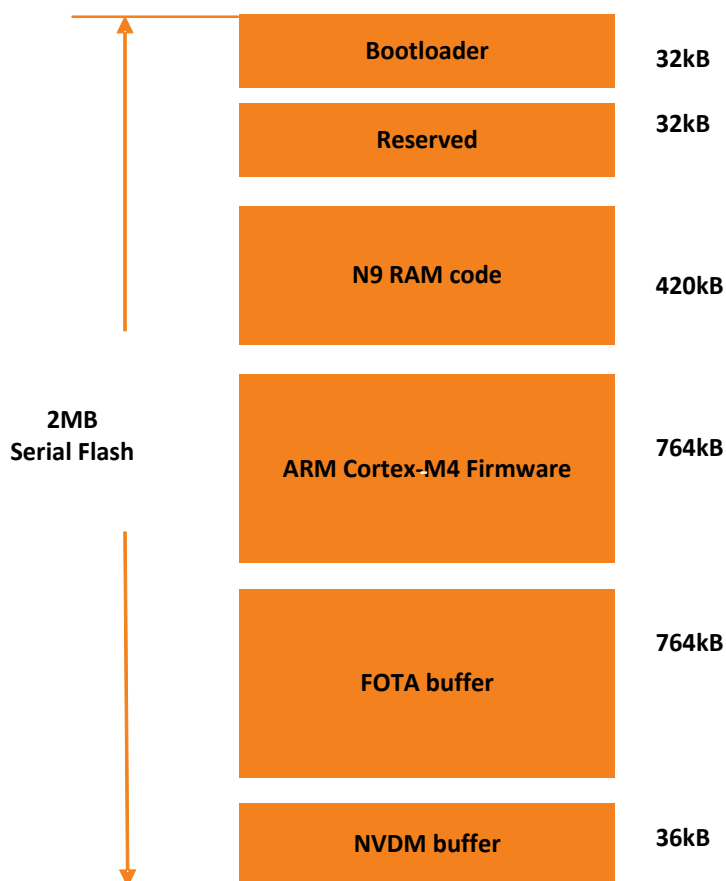 Bootloader
32kB
Reserved
32kB
N9 RAM code
420kB
2MB
Serial Flash
ARM Cortex-M4 Firmware
764kB
FOTA buffer
764kB
NVDM buffer
36kB